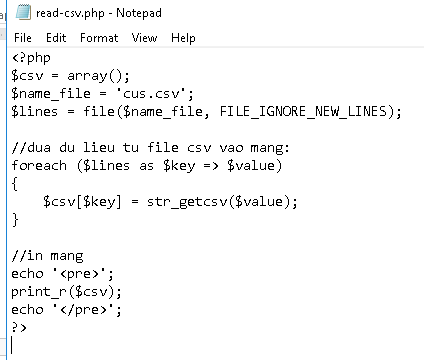 read-csv.php - Notepad
File Edit Format View Help
<?php
$csv = array();
$name_file = 'cus.csv';
$lines = file($name_file, FILE_IGNORE_NEW_LINES);

//dua du lieu tu file csv vao mang:
foreach ($lines as $key => $value)
{
    $csv[$key] = str_getcsv($value);
}

//in mang
echo '<pre>';
print_r($csv);
echo '</pre>';
?>